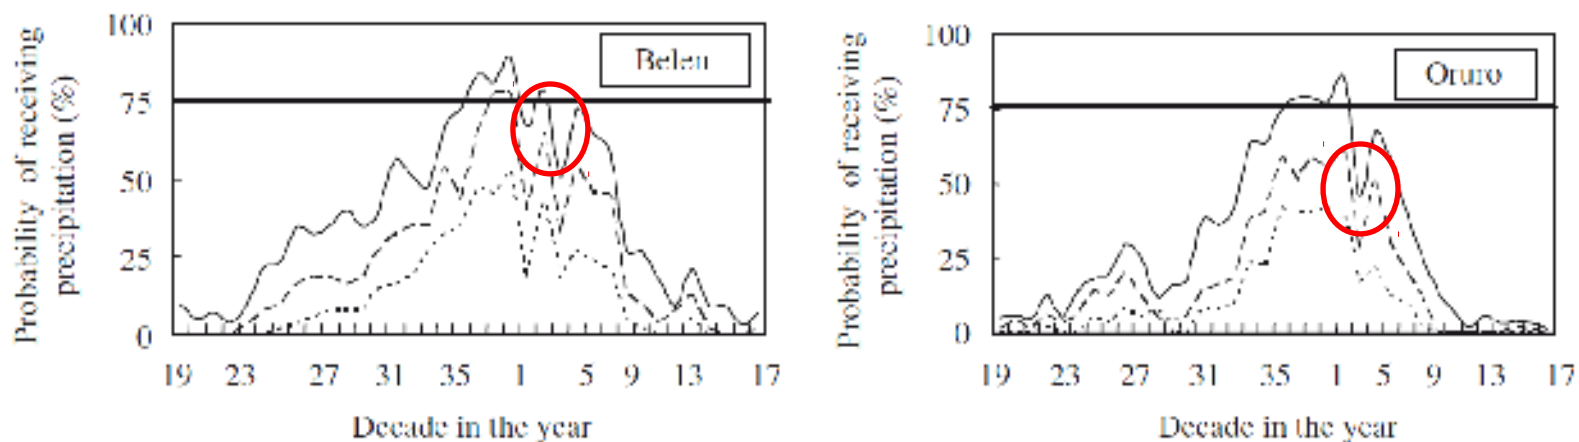 100
75
50
25
0
Probability of receiving
precipitation (%)
Belen
19 23 27 31 35 1 5 9 13 17
Decade in the year
100
75
50
25
0
Probability of receiving
precipitation (%)
Oruro
19 23 27 31 35 1 5 9 13 17
Decade in the year